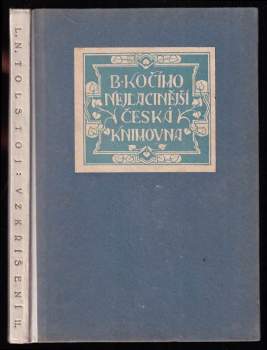 L. N. TOLSTOJ: VZKŘÍŠENÍ II.
B. KOČÍHO
NEJLACINĚJŠÍ
ČESKÁ
KNIHOVNA